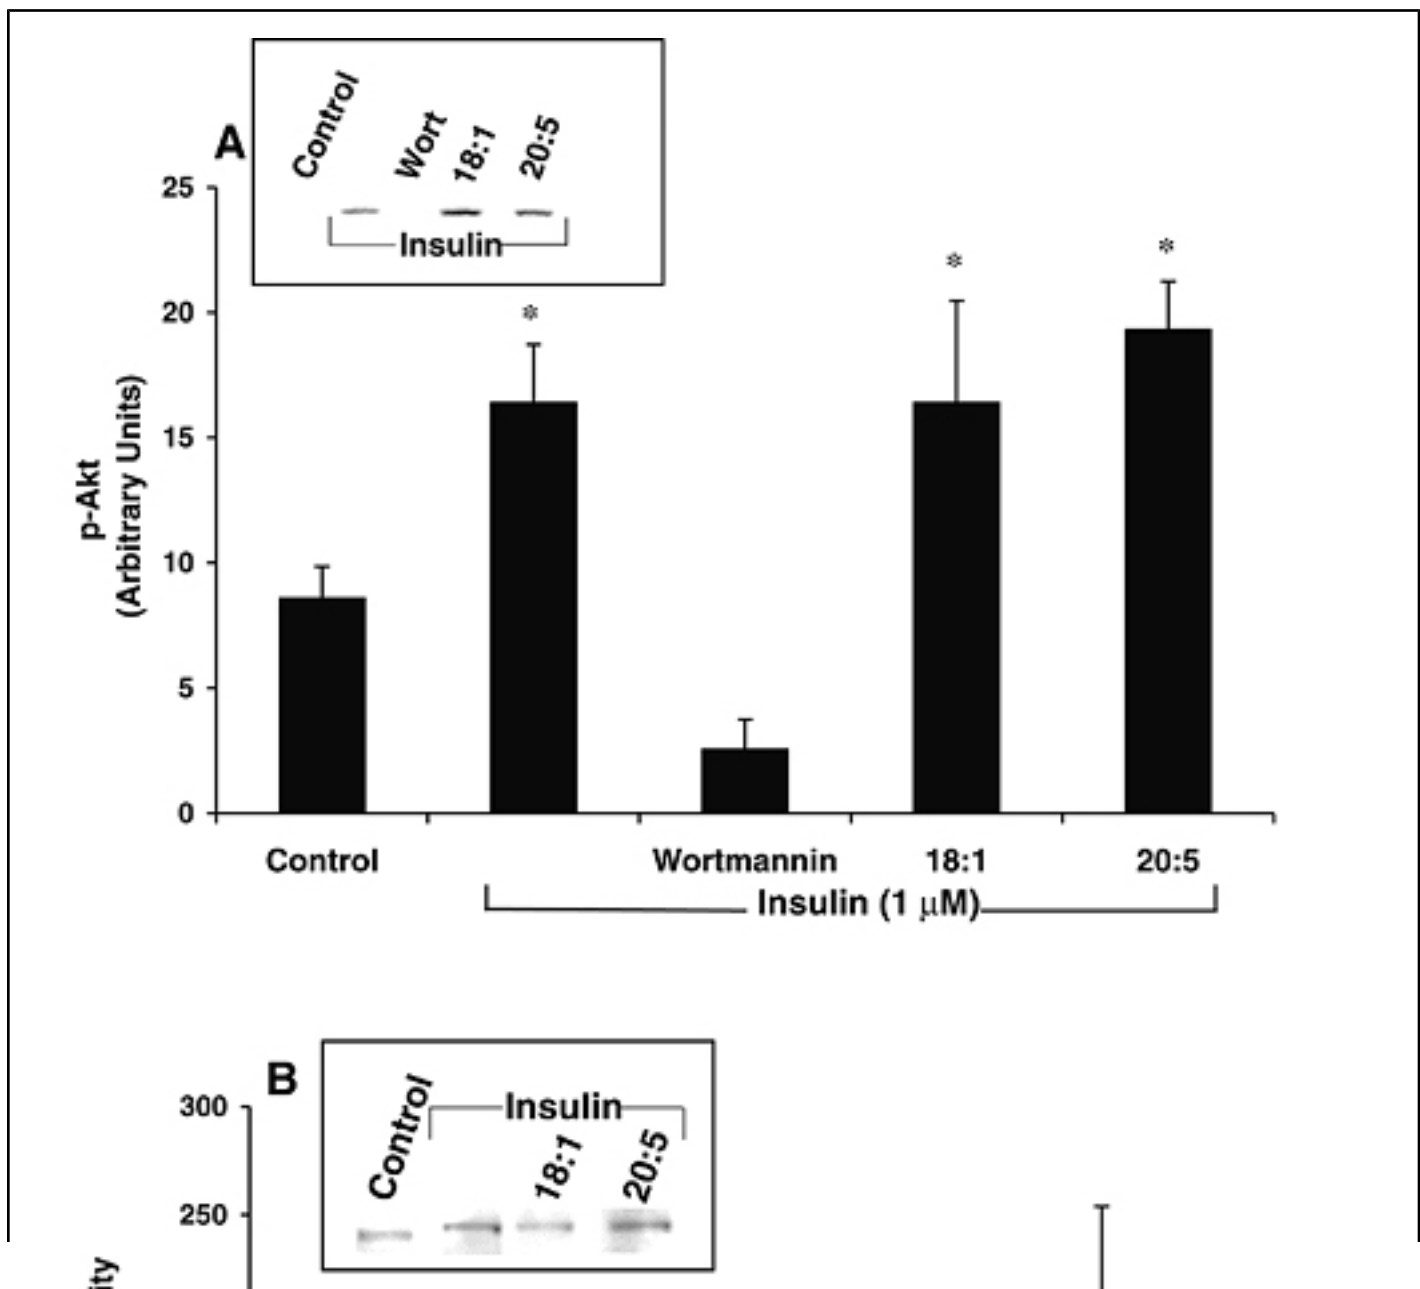 A
Control
Wort
18:1
20:5
Insulin
25
20
15
10
5
0
p-Akt
(Arbitrary Units)
*
*
*
Control
Wortmannin
18:1
20:5
Insulin (1 μM)
B
Control
Insulin
18:1
20:5
300
250